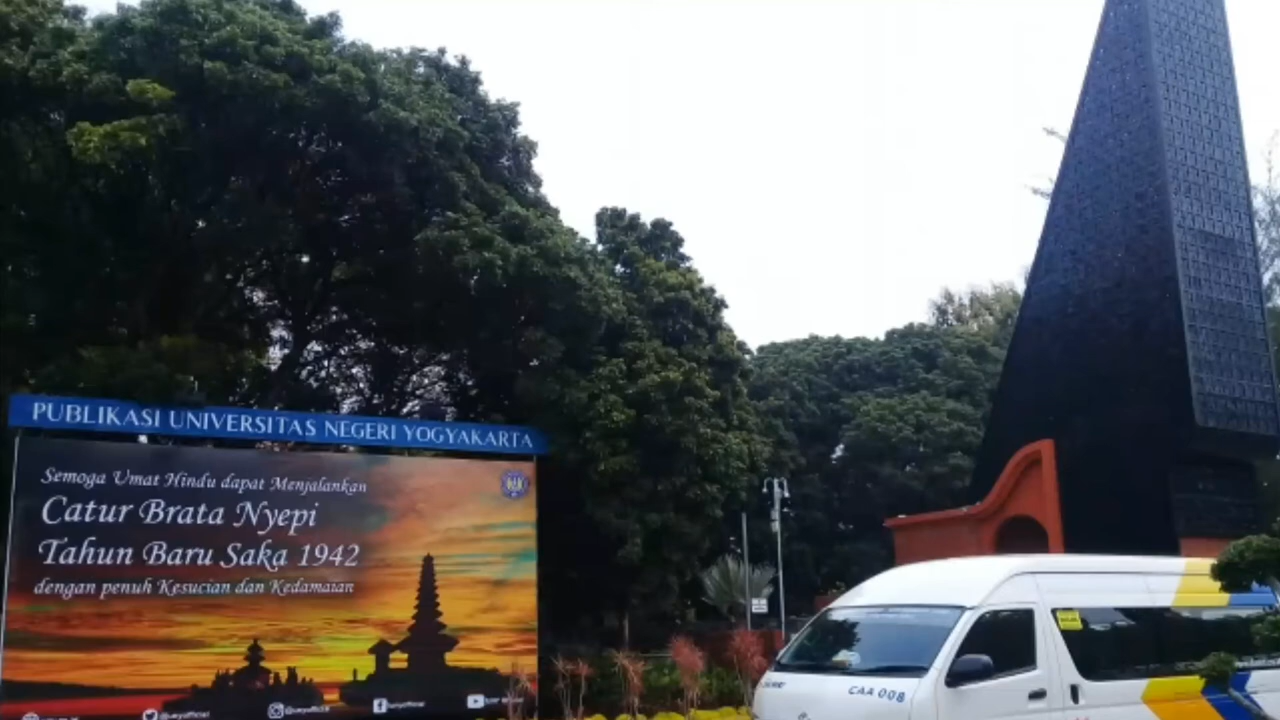 PUBLIKASI UNIVERSITAS NEGERI YOGYAKARTA
Semoga Umat Hindu dapat Menjalankan
Catur Brata Nyepi
Tahun Baru Saka 1942
dengan penuh Kesucian dan Kedamaian
CAA 008